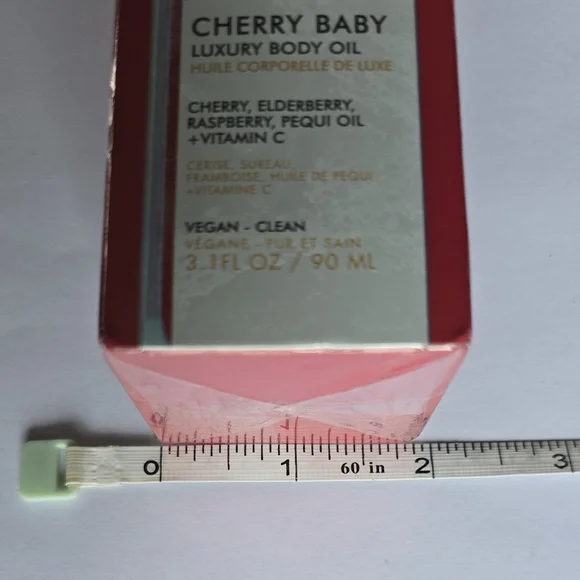 CHERRY BABY
LUXURY BODY OIL
HUILE CORPORELLE DE LUXE
CHERRY, ELDERBERRY,
RASPBERRY, PEQUI OIL
+VITAMIN C
CERISE, SUREAU,
FRAMBOISE, HUILE DE PEQUI
+VITAMINE C
VEGAN - CLEAN
VÉGANE - PUR ET SAIN
3.1FL OZ / 90 ML
0 1 60 in 2 3